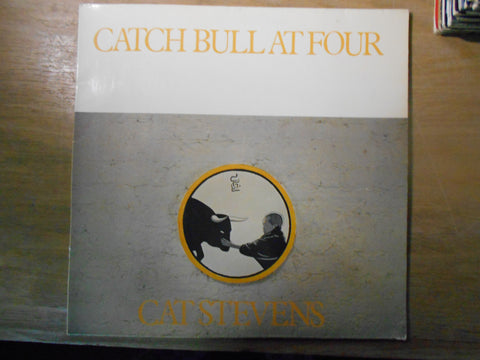 CATCH BULL AT FOUR
CAT STEVENS